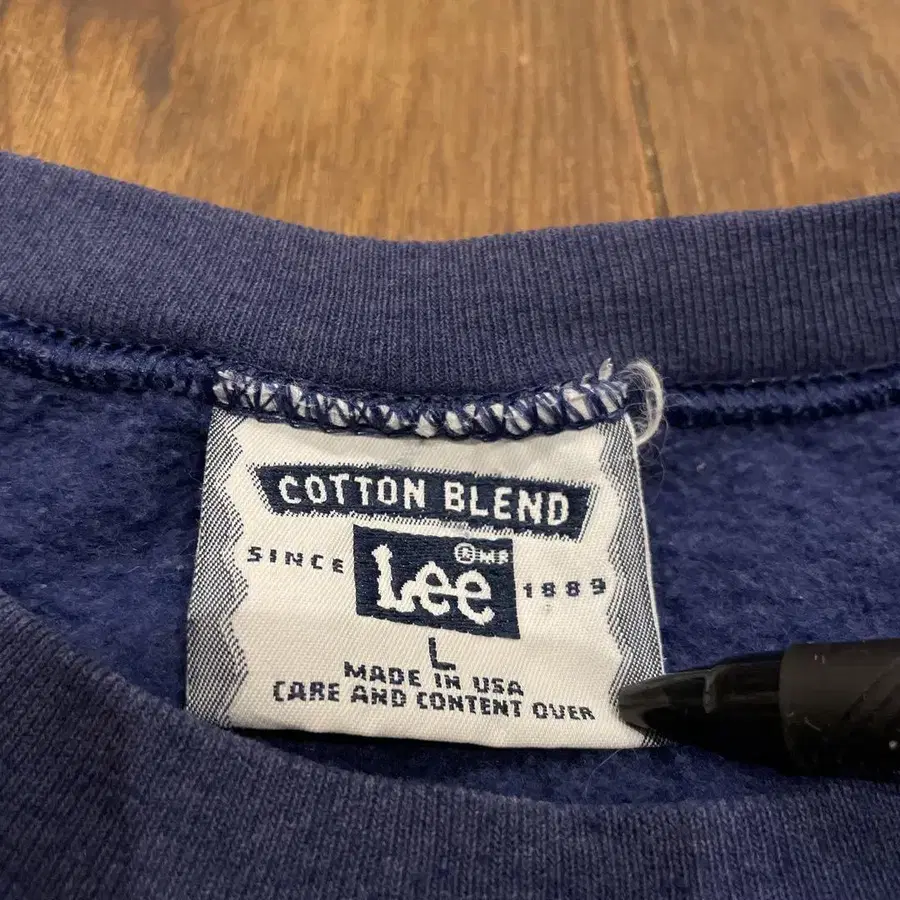 COTTON BLEND
SINCE Lee ® MR 1889
L
MADE IN USA
CARE AND CONTENT OVER